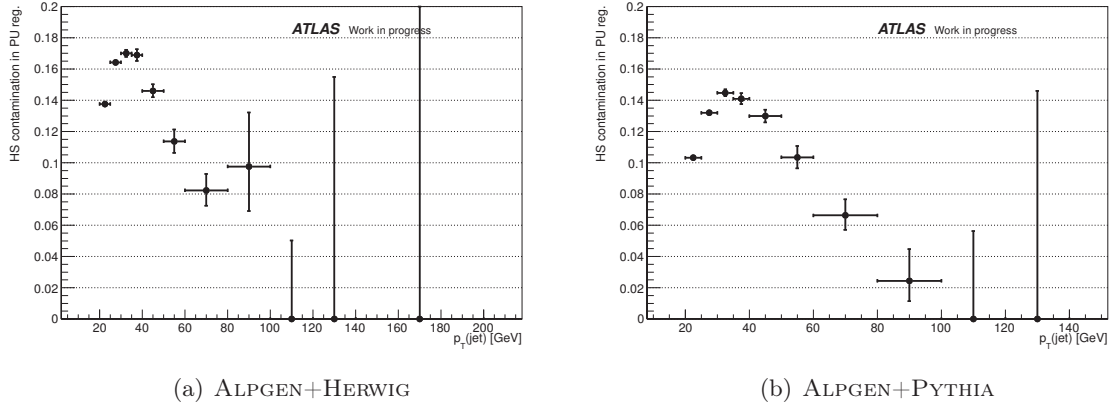 HS contamination in PU reg.
0.2
0.18
0.16
0.14
0.12
0.1
0.08
0.06
0.04
0.02
0
ATLAS Work in progress
20 40 60 80 100 120 140 160 180 200
p_T(jet) [GeV]
(a) ALPGEN+HERWIG
HS contamination in PU reg.
0.2
0.18
0.16
0.14
0.12
0.1
0.08
0.06
0.04
0.02
0
ATLAS Work in progress
20 40 60 80 100 120 140
p_T(jet) [GeV]
(b) ALPGEN+PYTHIA